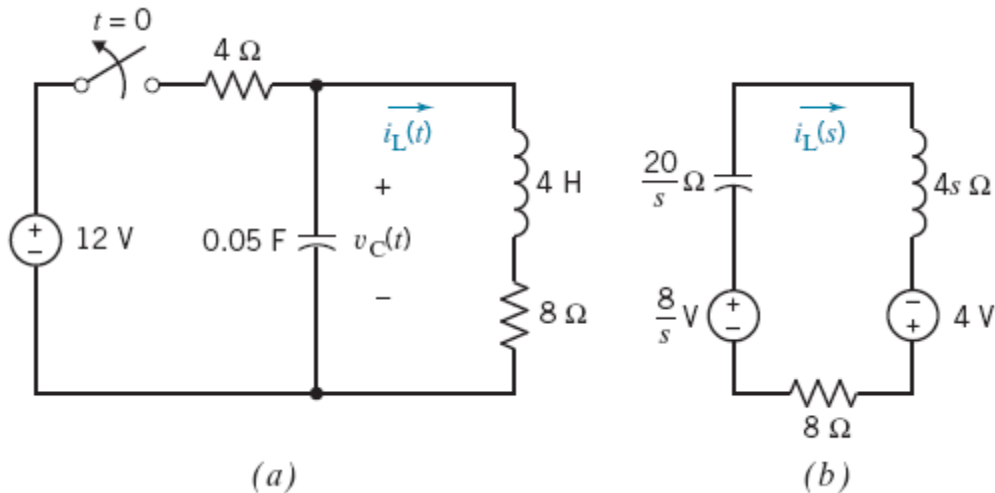 t = 0
4 Ω
i_L(t)
+
4 H
+
−
12 V
0.05 F
v_C(t)
−
8 Ω
(a)
i_L(s)
20/s Ω
4s Ω
8/s V
+
−
−
+
4 V
8 Ω
(b)